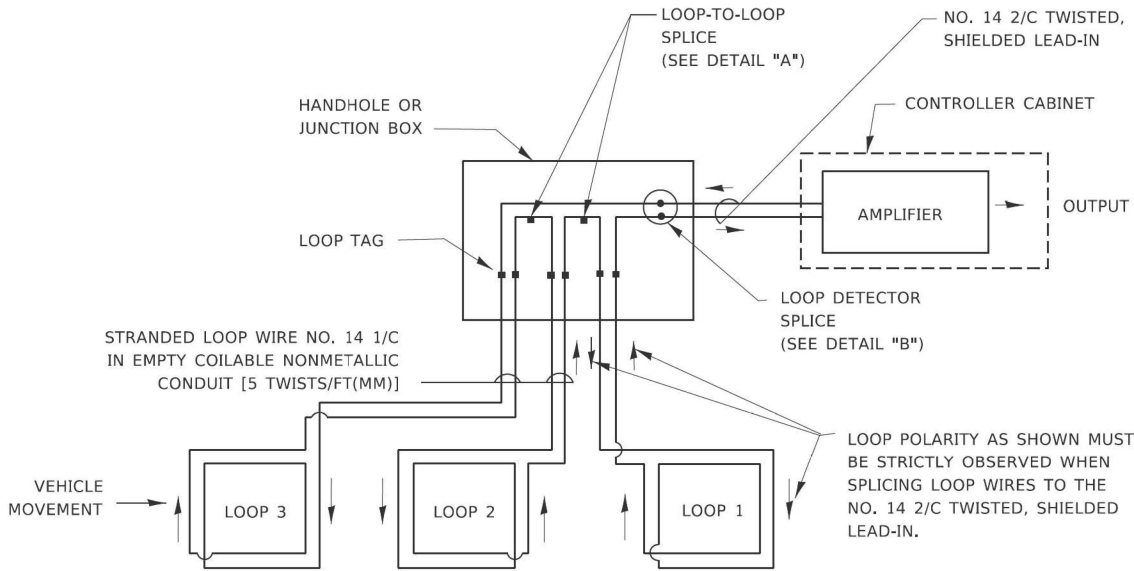 LOOP-TO-LOOP
SPLICE
(SEE DETAIL "A")
NO. 14 2/C TWISTED,
SHIELDED LEAD-IN
HANDHOLE OR
JUNCTION BOX
CONTROLLER CABINET
AMPLIFIER
OUTPUT
LOOP TAG
LOOP DETECTOR
SPLICE
(SEE DETAIL "B")
STRANDED LOOP WIRE NO. 14 1/C
IN EMPTY COILABLE NONMETALLIC
CONDUIT [5 TWISTS/FT(MM)]
LOOP POLARITY AS SHOWN MUST
BE STRICTLY OBSERVED WHEN
SPLICING LOOP WIRES TO THE
NO. 14 2/C TWISTED, SHIELDED
LEAD-IN.
VEHICLE
MOVEMENT
LOOP 3
LOOP 2
LOOP 1